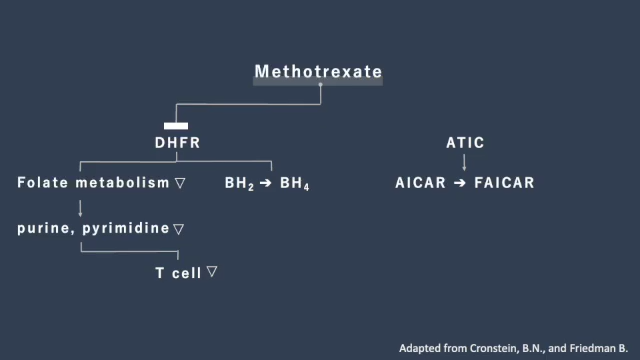 Methotrexate
DHFR
ATIC
Folate metabolism ▽
BH₂ → BH₄
AICAR → FAICAR
purine, pyrimidine ▽
T cell ▽
Adapted from Cronstein, B.N., and Friedman B.